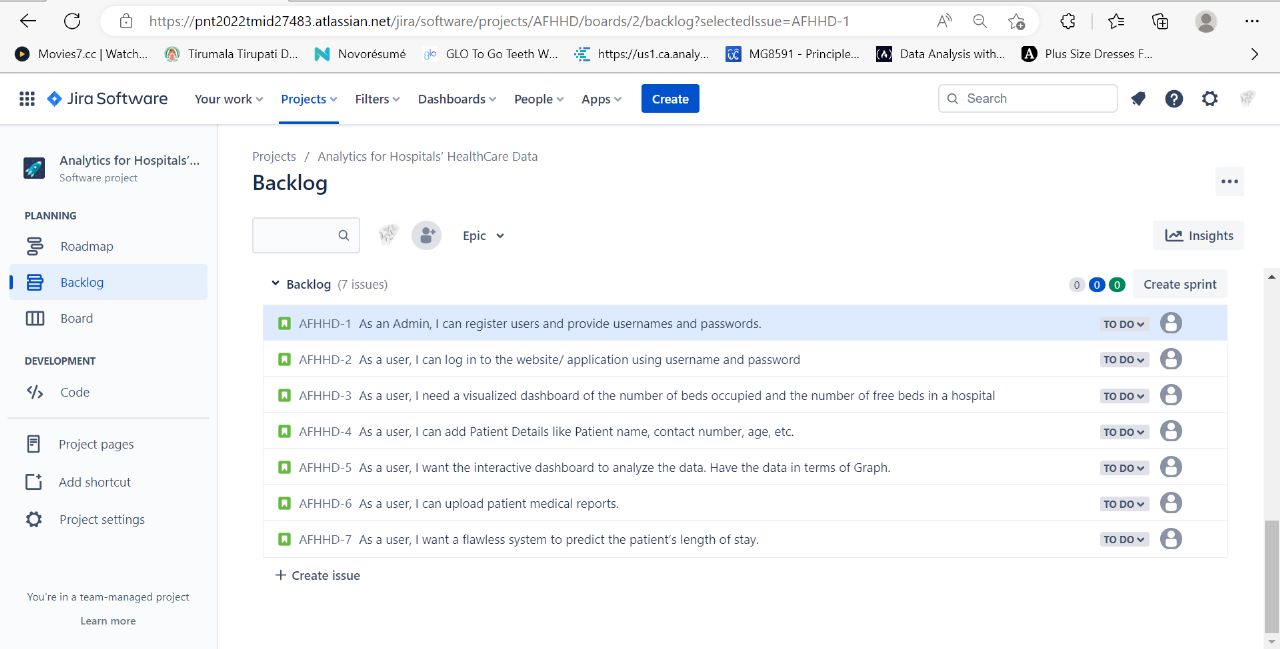 https://pnt2022tmid27483.atlassian.net/jira/software/projects/AFHHD/boards/2/backlog?selectedIssue=AFHHD-1
Movies7.cc | Watch... Tirumala Tirupati D... Novorésumé glo GLO To Go Teeth W... https://us1.ca.analy... MG8591 - Principle... Data Analysis with... A Plus Size Dresses F...
Jira Software Your work Projects Filters Dashboards People Apps Create Search
Analytics for Hospitals'...
Software project
PLANNING
Roadmap
Backlog
Board
DEVELOPMENT
Code
Project pages
Add shortcut
Project settings
You're in a team-managed project
Learn more
Projects / Analytics for Hospitals' HealthCare Data
Backlog
Epic Insights
Backlog (7 issues) 0 0 0 Create sprint
AFHHD-1 As an Admin, I can register users and provide usernames and passwords. TO DO
AFHHD-2 As a user, I can log in to the website/ application using username and password TO DO
AFHHD-3 As a user, I need a visualized dashboard of the number of beds occupied and the number of free beds in a hospital TO DO
AFHHD-4 As a user, I can add Patient Details like Patient name, contact number, age, etc. TO DO
AFHHD-5 As a user, I want the interactive dashboard to analyze the data. Have the data in terms of Graph. TO DO
AFHHD-6 As a user, I can upload patient medical reports. TO DO
AFHHD-7 As a user, I want a flawless system to predict the patient's length of stay. TO DO
+ Create issue